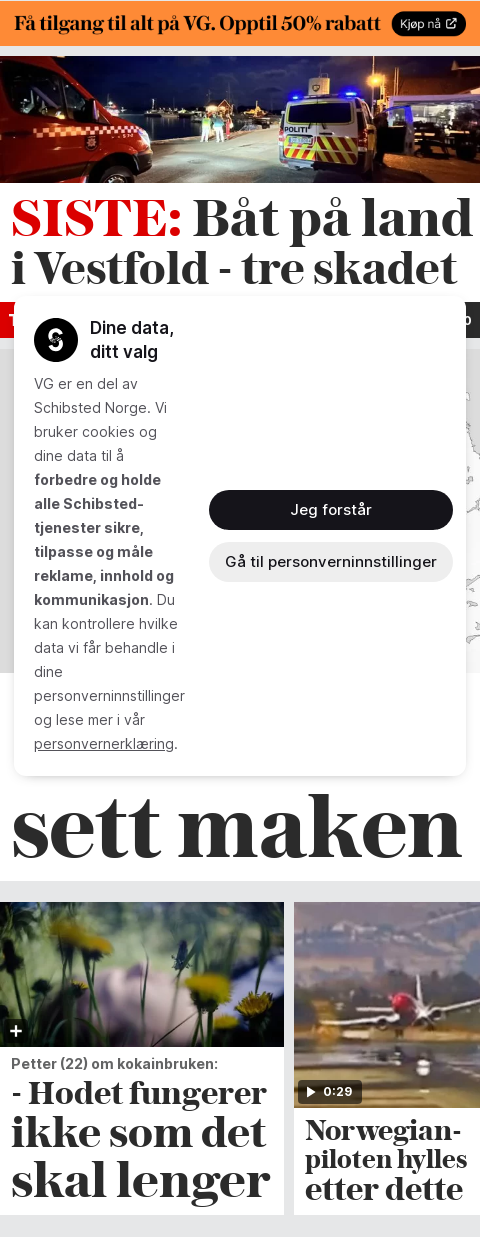 Få tilgang til alt på VG. Opptil 50% rabatt
Kjøp nå
POLITI
SISTE: Båt på land
i Vestfold - tre skadet
Dine data,
ditt valg
VG er en del av
Schibsted Norge. Vi
bruker cookies og
dine data til å
forbedre og holde
alle Schibsted-
tjenester sikre,
tilpasse og måle
reklame, innhold og
kommunikasjon. Du
kan kontrollere hvilke
data vi får behandle i
dine
personverninnstillinger
og lese mer i vår
personvernerklæring.
Jeg forstår
Gå til personverninnstillinger
sett maken
Petter (22) om kokainbruken:
- Hodet fungerer
ikke som det
skal lenger
0:29
Norwegian-
piloten hylles
etter dette